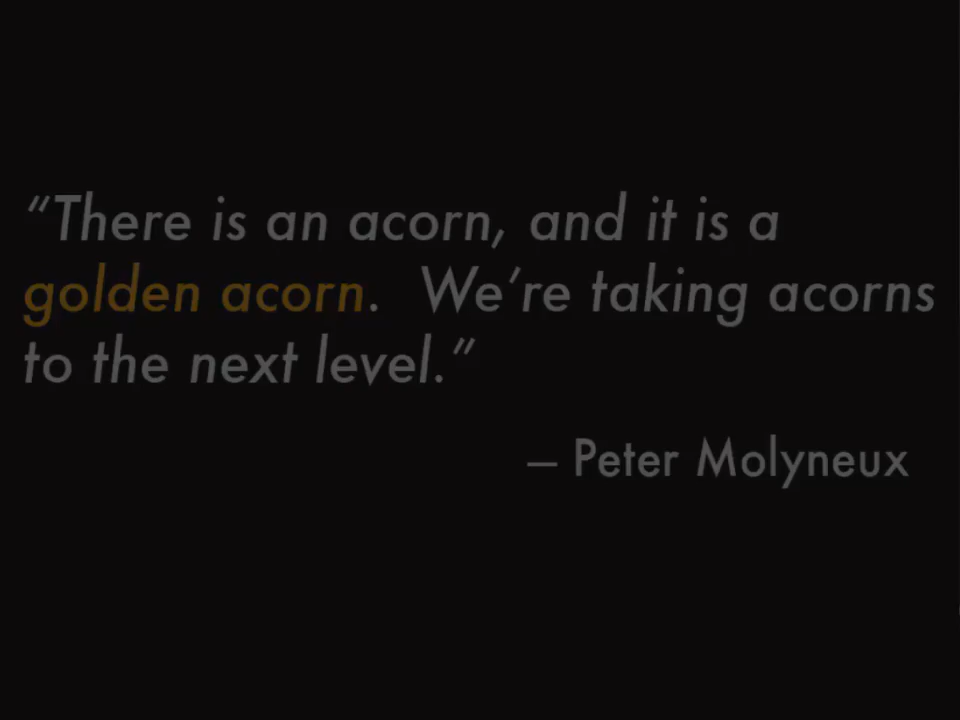 “There is an acorn, and it is a
golden acorn.  We’re taking acorns
to the next level.”
– Peter Molyneux